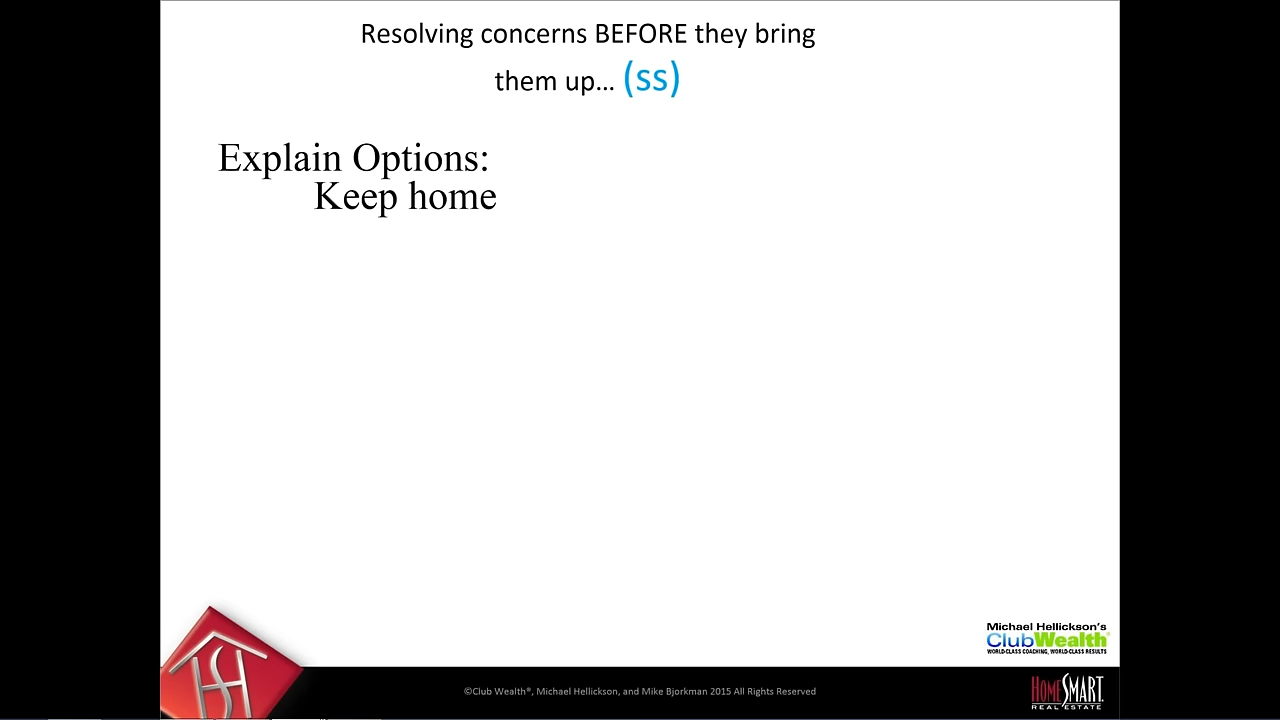 Resolving concerns BEFORE they bring
them up... (ss)
Explain Options:
Keep home
Michael Hellickson's
ClubWealth®
WORLD-CLASS COACHING, WORLD-CLASS RESULTS
©Club Wealth®, Michael Hellickson, and Mike Bjorkman 2015 All Rights Reserved
HOMESMART
REAL ESTATE